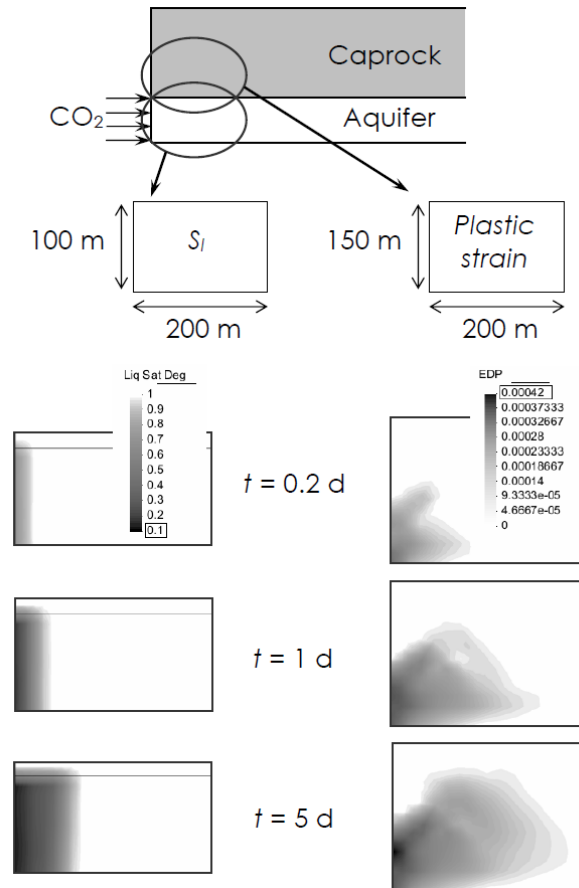 Caprock
CO2
Aquifer
100 m
Sl
200 m
150 m
Plastic
strain
200 m
Liq Sat Deg
1
0.9
0.8
0.7
0.6
0.5
0.4
0.3
0.2
0.1
EDP
0.00042
0.00037333
0.00032667
0.00028
0.00023333
0.00018667
0.00014
9.3333e-05
4.6667e-05
0
t = 0.2 d
t = 1 d
t = 5 d